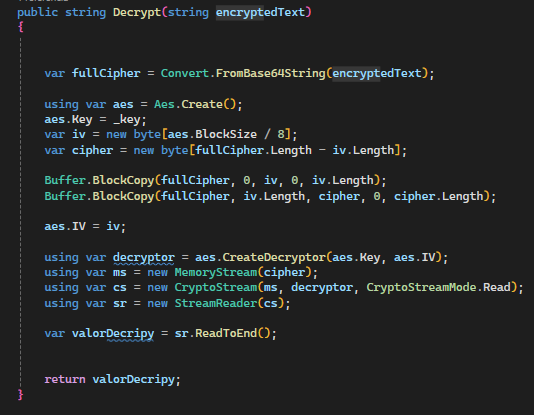 public string Decrypt(string encryptedText)
{
var fullCipher = Convert.FromBase64String(encryptedText);
using var aes = Aes.Create();
aes.Key = _key;
var iv = new byte[aes.BlockSize / 8];
var cipher = new byte[fullCipher.Length - iv.Length];
Buffer.BlockCopy(fullCipher, 0, iv, 0, iv.Length);
Buffer.BlockCopy(fullCipher, iv.Length, cipher, 0, cipher.Length);
aes.IV = iv;
using var decryptor = aes.CreateDecryptor(aes.Key, aes.IV);
using var ms = new MemoryStream(cipher);
using var cs = new CryptoStream(ms, decryptor, CryptoStreamMode.Read);
using var sr = new StreamReader(cs);
var valorDecripy = sr.ReadToEnd();
return valorDecripy;
}